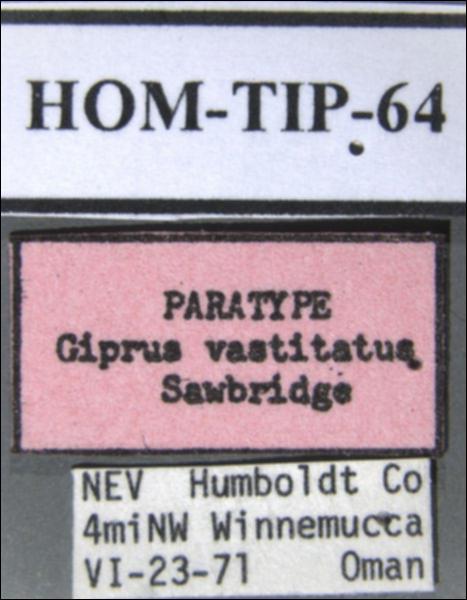 HOM-TIP-64
PARATYPE
Giprus vastitatus
Sawbridge
NEV Humboldt Co
4miNW Winnemucca
VI-23-71 Oman